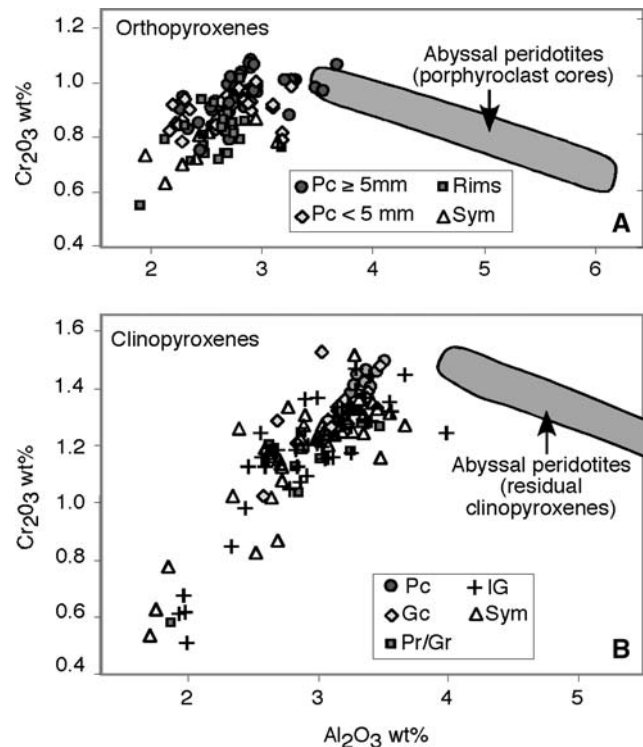 Orthopyroxenes
Abyssal peridotites
(porphyroclast cores)
Cr2O3 wt%
1.2
1.0
0.8
0.6
0.4
Pc ≥ 5mm
Rims
Pc < 5 mm
Sym
A
2 3 4 5 6
Clinopyroxenes
Cr2O3 wt%
1.6
1.4
1.2
1.0
0.8
0.6
0.4
Abyssal peridotites
(residual
clinopyroxenes)
Pc
IG
Gc
Sym
Pr/Gr
B
2 3 4 5
Al2O3 wt%